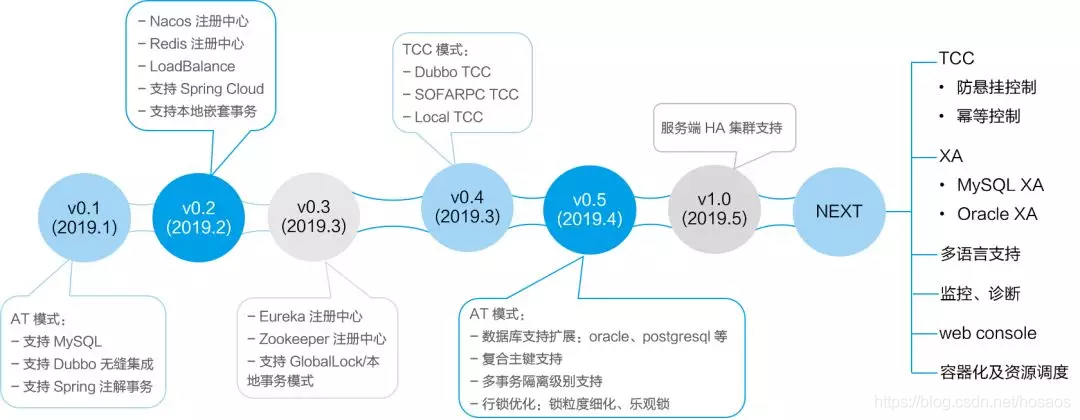 – Nacos 注册中心
– Redis 注册中心
– LoadBalance
– 支持 Spring Cloud
– 支持本地嵌套事务
TCC 模式：
– Dubbo TCC
– SOFARPC TCC
– Local TCC
服务端 HA 集群支持
v0.1
(2019.1)
v0.2
(2019.2)
v0.3
(2019.3)
v0.4
(2019.3)
v0.5
(2019.4)
v1.0
(2019.5)
NEXT
AT 模式：
– 支持 MySQL
– 支持 Dubbo 无缝集成
– 支持 Spring 注解事务
– Eureka 注册中心
– Zookeeper 注册中心
– 支持 GlobalLock/本
地事务模式
AT 模式：
– 数据库支持扩展：oracle、postgresql 等
– 复合主键支持
– 多事务隔离级别支持
– 行锁优化；锁粒度细化、乐观锁
TCC
• 防悬挂控制
• 幂等控制
XA
• MySQL XA
• Oracle XA
多语言支持
监控、诊断
web console
容器化及资源调度
https://blog.csdn.net/hosaos